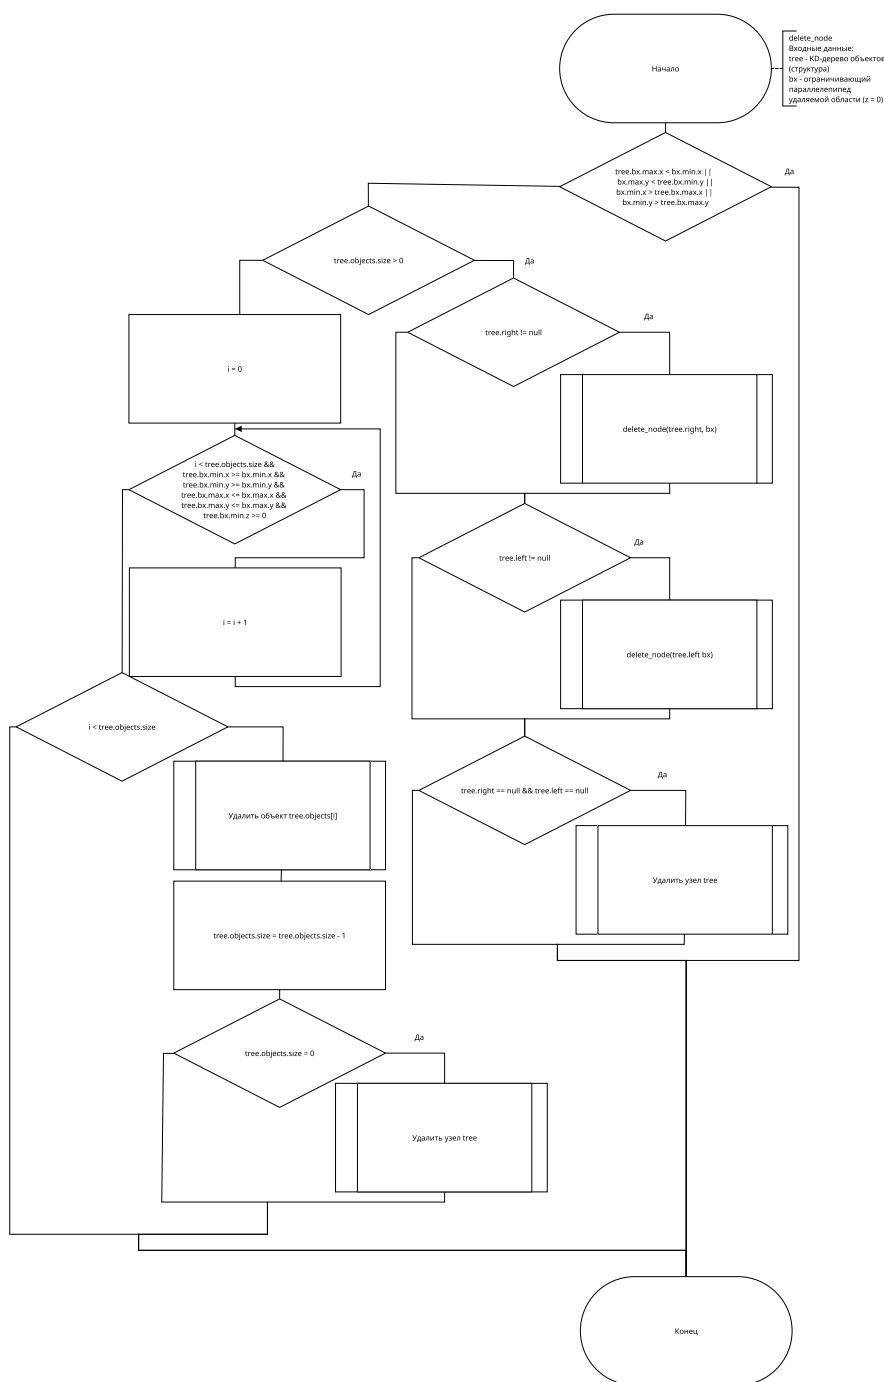 Начало
delete_node
Входные данные:
tree - KD-дерево объектов
(структура)
bx - ограничивающий
параллелепипед
удаляемой области (z = 0)
tree.bx.max.x < bx.min.x ||
bx.max.y < tree.bx.min.y ||
bx.min.x > tree.bx.max.x ||
bx.min.y > tree.bx.max.y
Да
tree.objects.size > 0
Да
tree.right != null
Да
i = 0
delete_node(tree.right, bx)
i < tree.objects.size &&
tree.bx.min.x >= bx.min.x &&
tree.bx.min.y >= bx.min.y &&
tree.bx.max.x <= bx.max.x &&
tree.bx.max.y <= bx.max.y &&
tree.bx.min.z >= 0
Да
tree.left != null
Да
i = i + 1
delete_node(tree.left bx)
i < tree.objects.size
tree.right == null && tree.left == null
Да
Удалить объект tree.objects[i]
Удалить узел tree
tree.objects.size = tree.objects.size - 1
tree.objects.size = 0
Да
Удалить узел tree
Конец